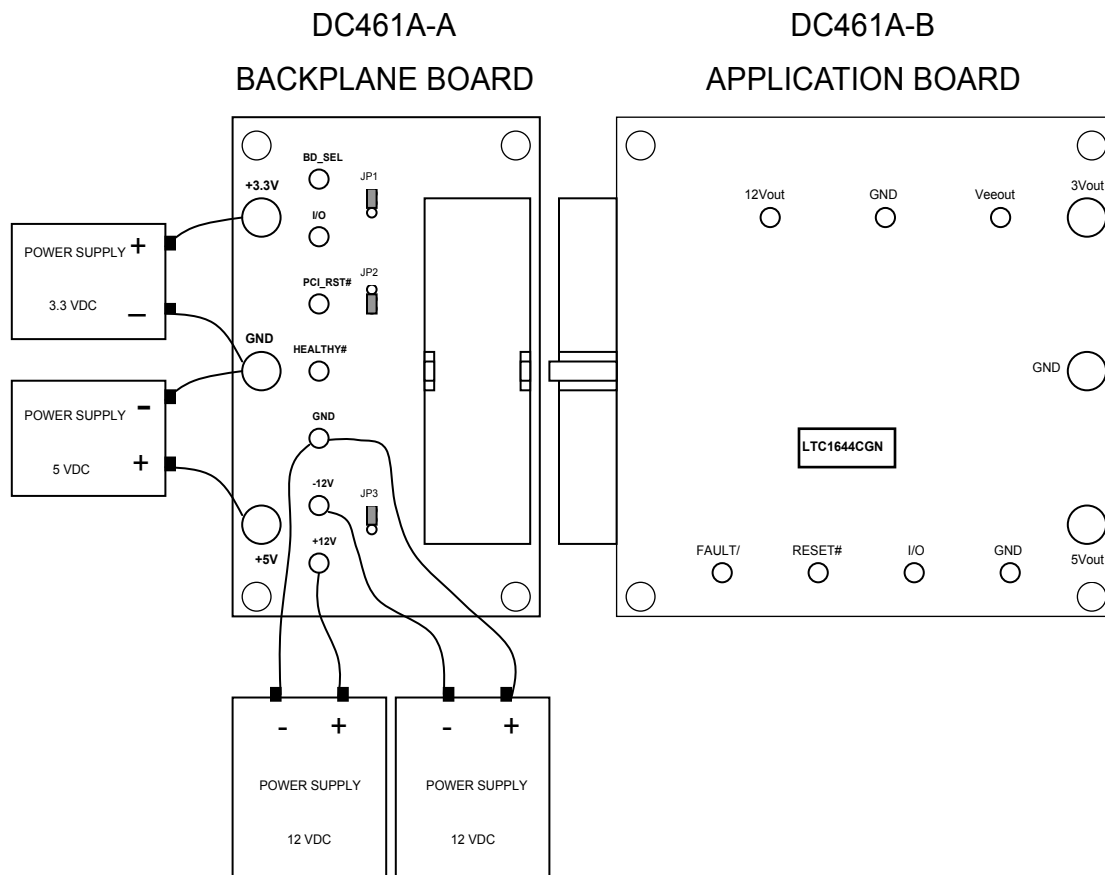 DC461A-A
BACKPLANE BOARD
DC461A-B
APPLICATION BOARD
BD_SEL
+3.3V
JP1
I/O
PCI_RST#
JP2
GND
HEALTHY#
GND
-12V
JP3
+12V
+5V
POWER SUPPLY +
3.3 VDC –
POWER SUPPLY -
5 VDC +
12Vout
GND
Veeout
3Vout
GND
LTC1644CGN
FAULT/
RESET#
I/O
GND
5Vout
- +
POWER SUPPLY
12 VDC
- +
POWER SUPPLY
12 VDC